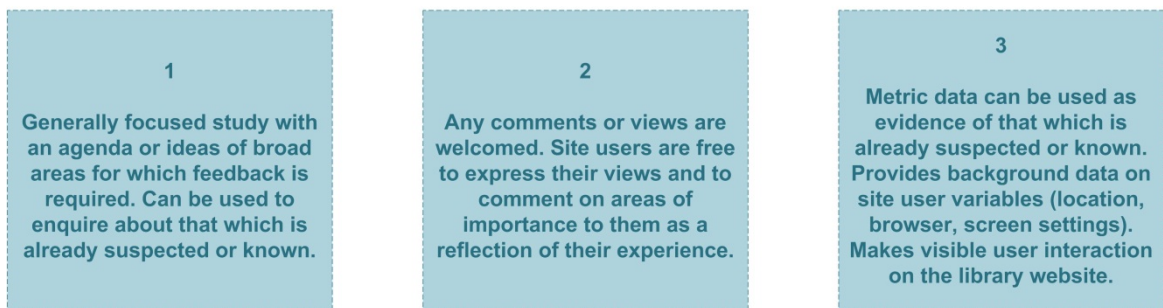 1
Generally focused study with
an agenda or ideas of broad
areas for which feedback is
required. Can be used to
enquire about that which is
already suspected or known.
2
Any comments or views are
welcomed. Site users are free
to express their views and to
comment on areas of
importance to them as a
reflection of their experience.
3
Metric data can be used as
evidence of that which is
already suspected or known.
Provides background data on
site user variables (location,
browser, screen settings).
Makes visible user interaction
on the library website.